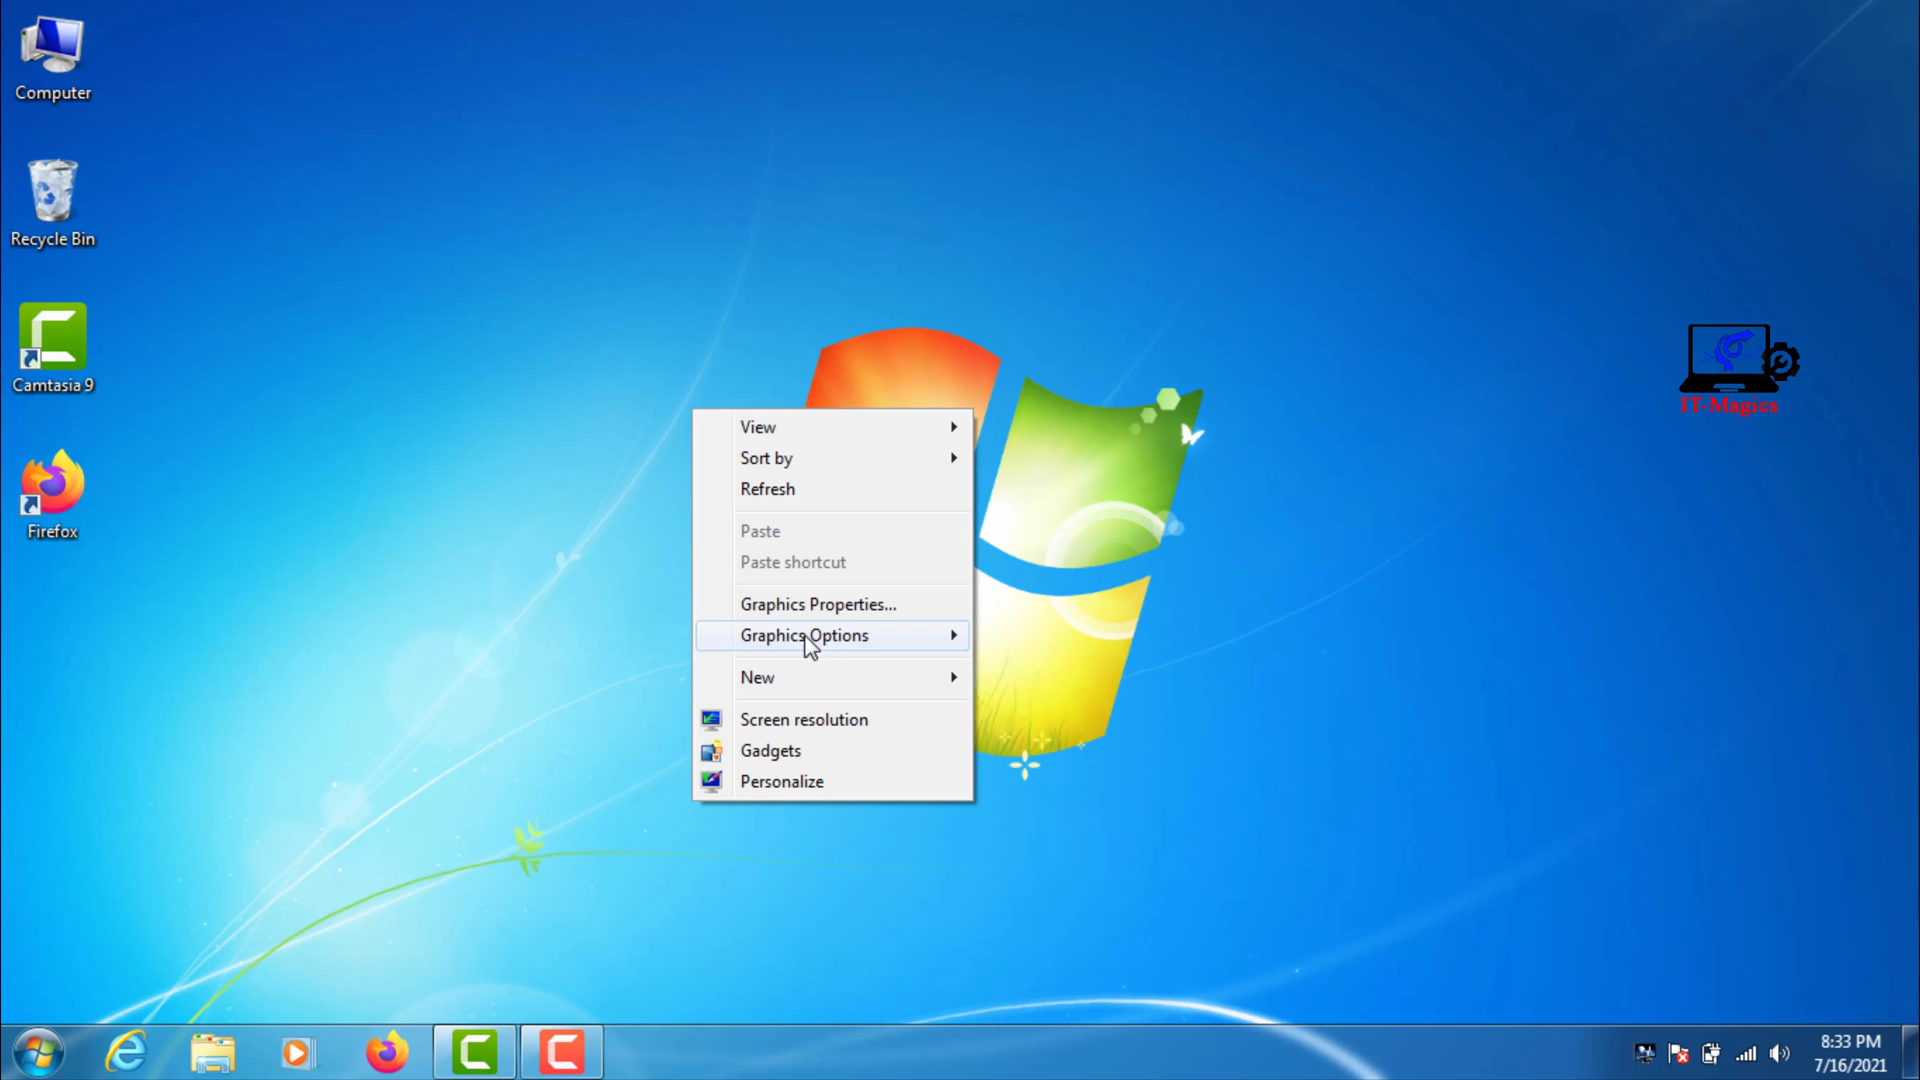 Computer
Recycle Bin
Camtasia 9
Firefox
View
Sort by
Refresh
Paste
Paste shortcut
Graphics Properties...
Graphics Options
New
Screen resolution
Gadgets
Personalize
IT-Magics
8:33 PM
7/16/2021